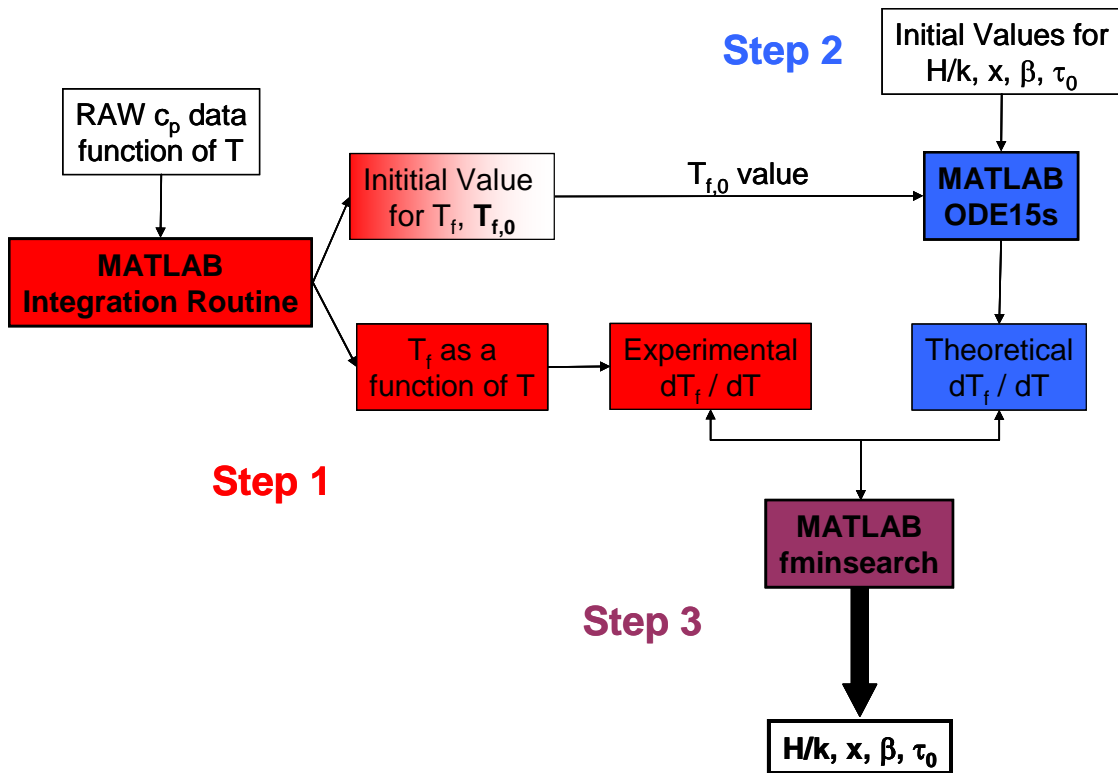 Step 2
Initial Values for
H/k, x, β, τ0
RAW cp data
function of T
Inititial Value
for Tf, Tf,0
Tf,0 value
MATLAB
ODE15s
MATLAB
Integration Routine
Tf as a
function of T
Experimental
dTf / dT
Theoretical
dTf / dT
Step 1
MATLAB
fminsearch
Step 3
H/k, x, β, τ0